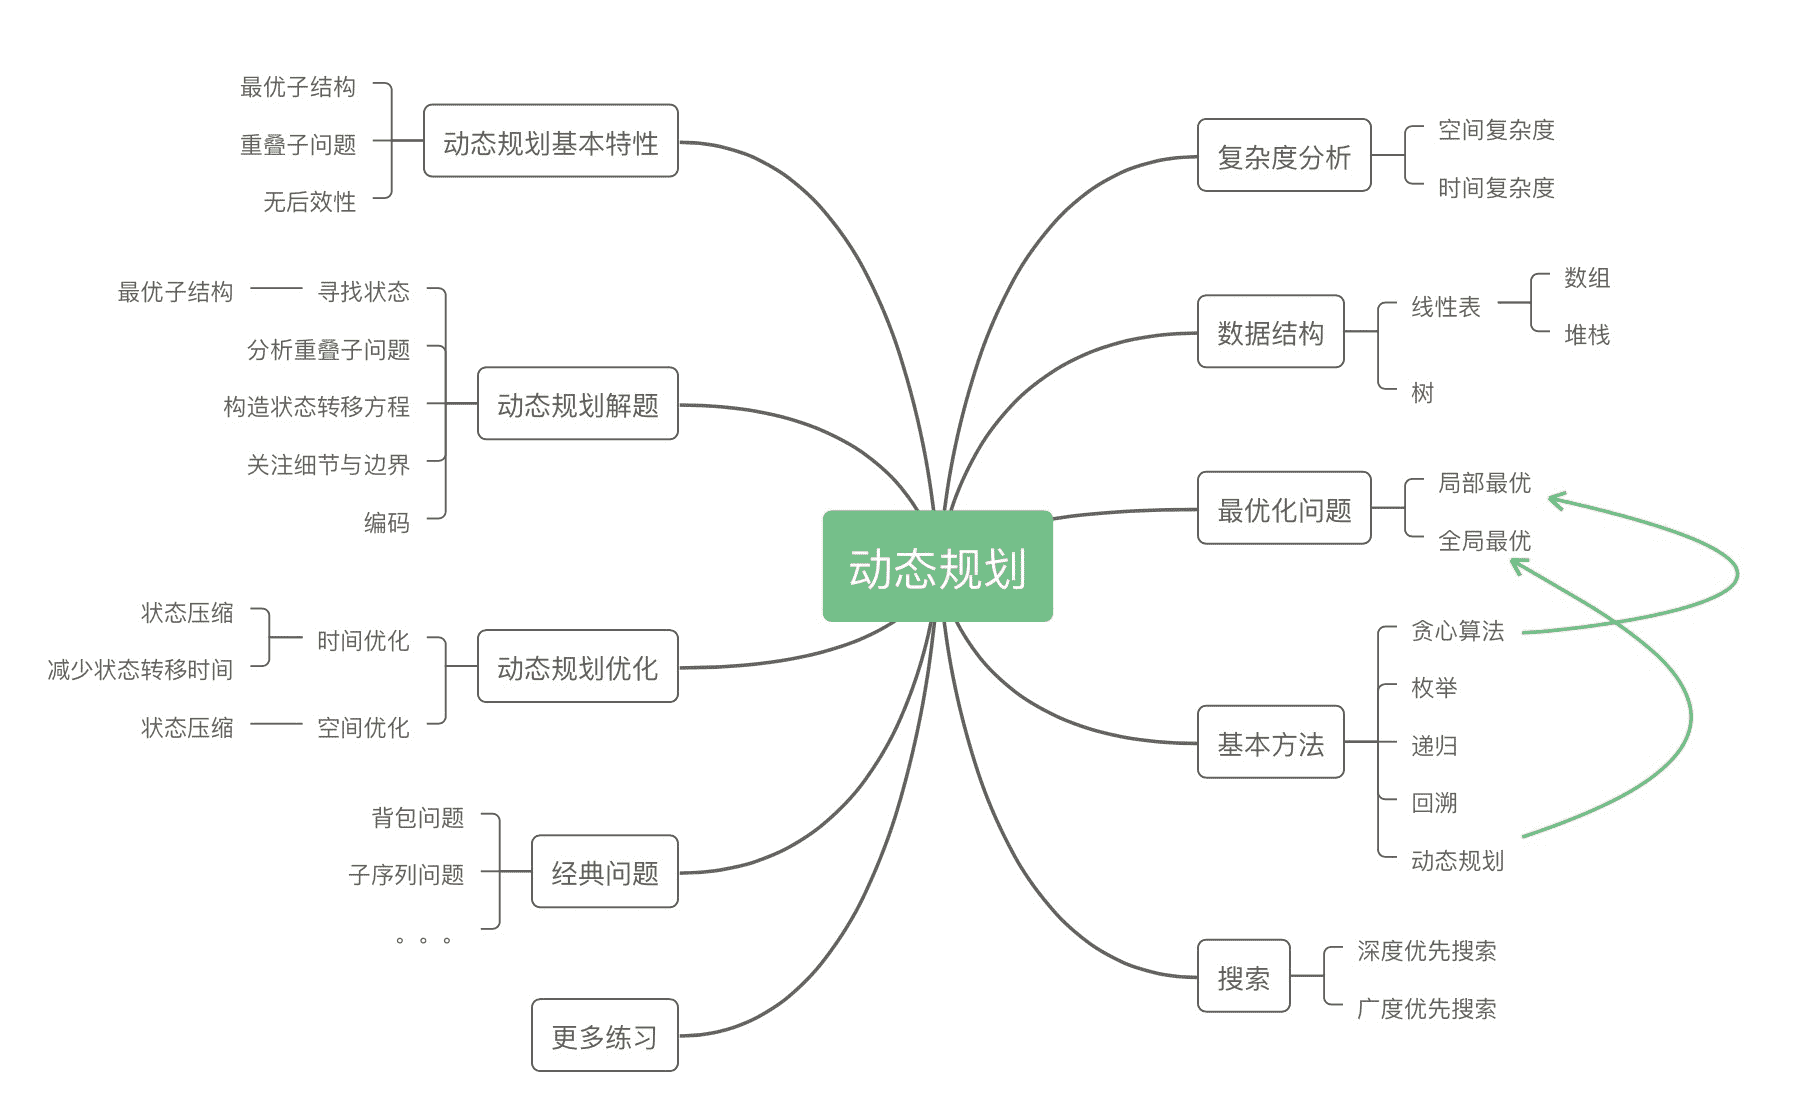 动态规划
动态规划基本特性
最优子结构
重叠子问题
无后效性
动态规划解题
寻找状态
最优子结构
分析重叠子问题
构造状态转移方程
关注细节与边界
编码
动态规划优化
时间优化
状态压缩
减少状态转移时间
空间优化
状态压缩
经典问题
背包问题
子序列问题
。。。
更多练习
复杂度分析
空间复杂度
时间复杂度
数据结构
线性表
数组
堆栈
树
最优化问题
局部最优
全局最优
基本方法
贪心算法
枚举
递归
回溯
动态规划
搜索
深度优先搜索
广度优先搜索